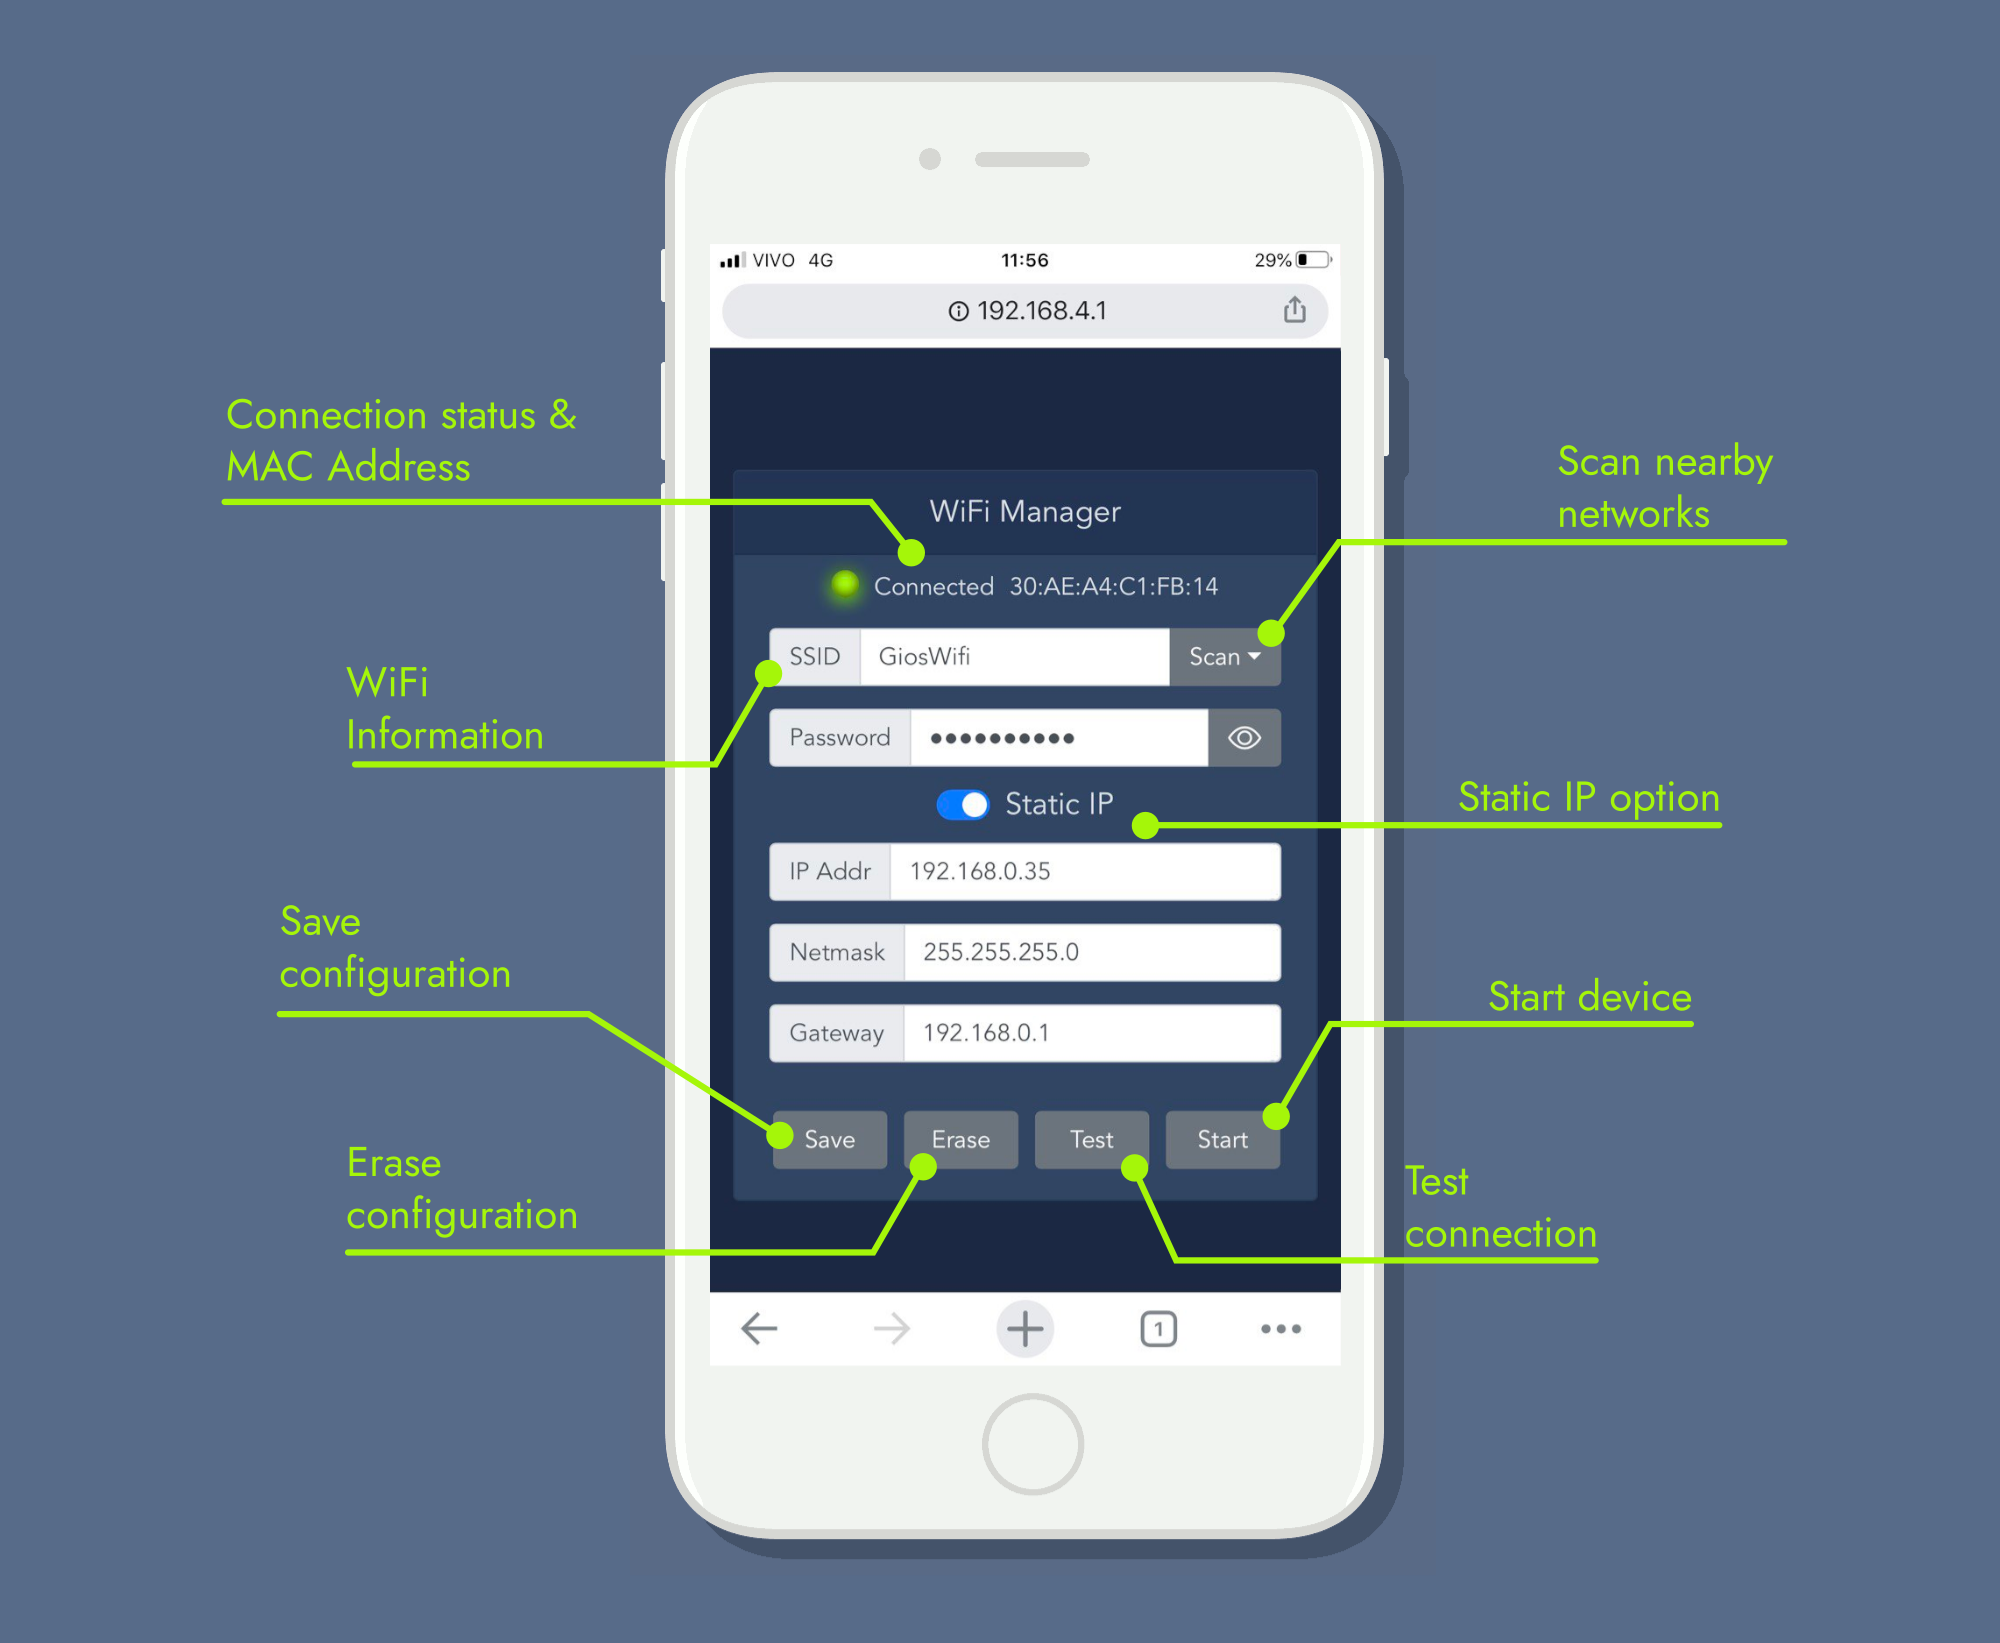 VIVO 4G 11:56 29%
192.168.4.1
Connection status &
MAC Address
Scan nearby
networks
WiFi Manager
Connected 30:AE:A4:C1:FB:14
SSID GiosWifi Scan
WiFi
Information
Password ••••••••••
Static IP
Static IP option
IP Addr 192.168.0.35
Save
configuration
Netmask 255.255.255.0
Start device
Gateway 192.168.0.1
Save Erase Test Start
Erase
configuration
Test
connection
1